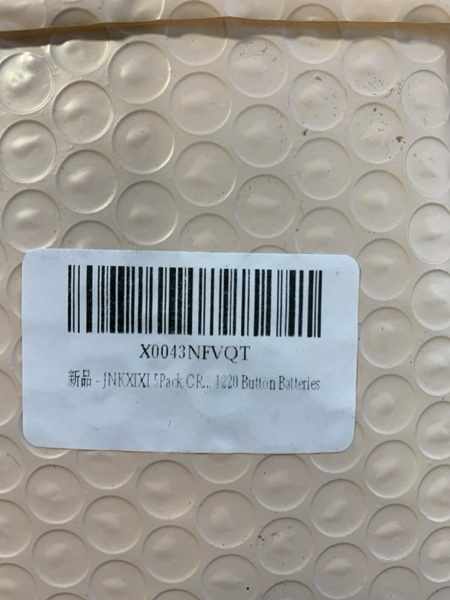 X0043NFVQT
新品 - JNKXIXI 5Pack CR... 1220 Button Batteries